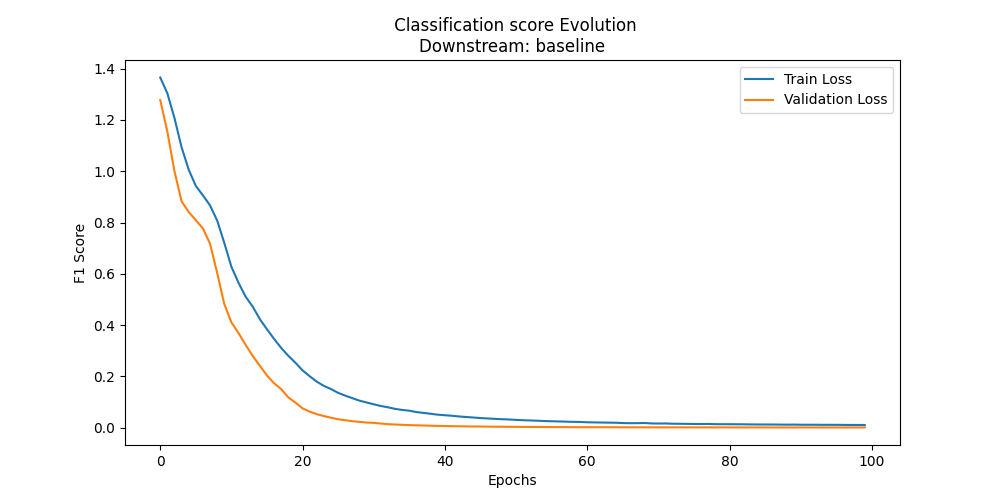 Classification score Evolution
Downstream: baseline
Train Loss
Validation Loss
F1 Score
1.4
1.2
1.0
0.8
0.6
0.4
0.2
0.0
0
20
40
60
80
100
Epochs